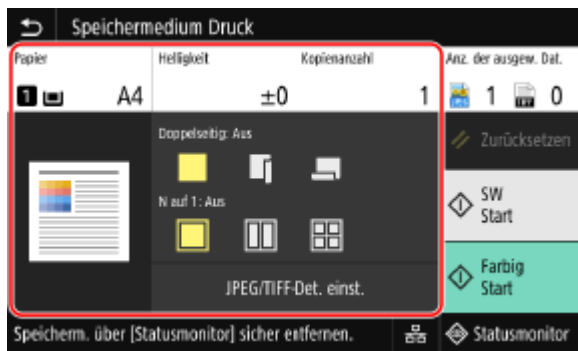 Speichermedium Druck
Papier
Helligkeit
Kopienanzahl
Anz. der ausgew. Dat.
1
A4
±0
1
1
0
Doppelseitig: Aus
Zurücksetzen
N auf 1: Aus
SW
Start
Farbig
Start
JPEG/TIFF-Det. einst.
Speicherm. über [Statusmonitor] sicher entfernen.
Statusmonitor